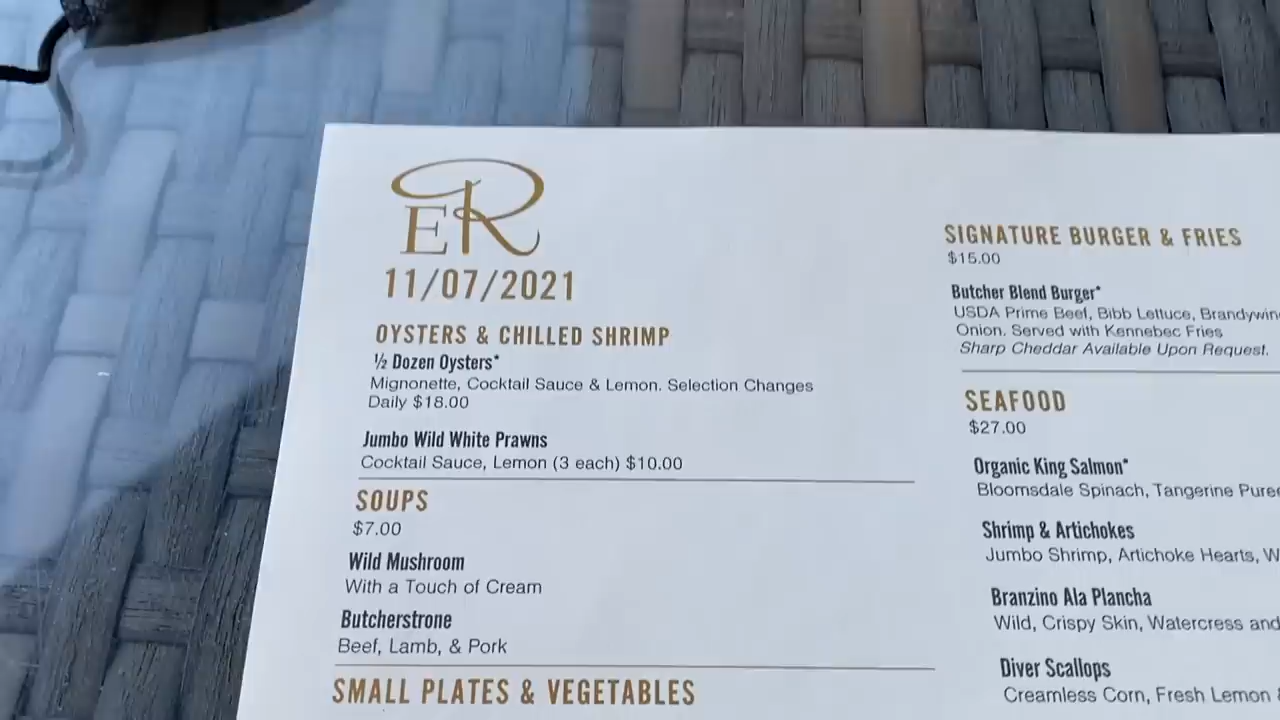 ER
11/07/2021
OYSTERS & CHILLED SHRIMP
½ Dozen Oysters*
Mignonette, Cocktail Sauce & Lemon. Selection Changes
Daily $18.00
Jumbo Wild White Prawns
Cocktail Sauce, Lemon (3 each) $10.00
SOUPS
$7.00
Wild Mushroom
With a Touch of Cream
Butcherstrone
Beef, Lamb, & Pork
SMALL PLATES & VEGETABLES
SIGNATURE BURGER & FRIES
$15.00
Butcher Blend Burger*
USDA Prime Beef, Bibb Lettuce,
Onion. Served with Kennebec Fries
Sharp Cheddar Available Upon Request.
SEAFOOD
$27.00
Organic King Salmon*
Bloomsdale Spinach, Tangerine
Shrimp & Artichokes
Jumbo Shrimp, Artichoke Hearts,
Branzino Ala Plancha
Wild, Crispy Skin, Watercress and
Diver Scallops
Creamless Corn, Fresh Lemon